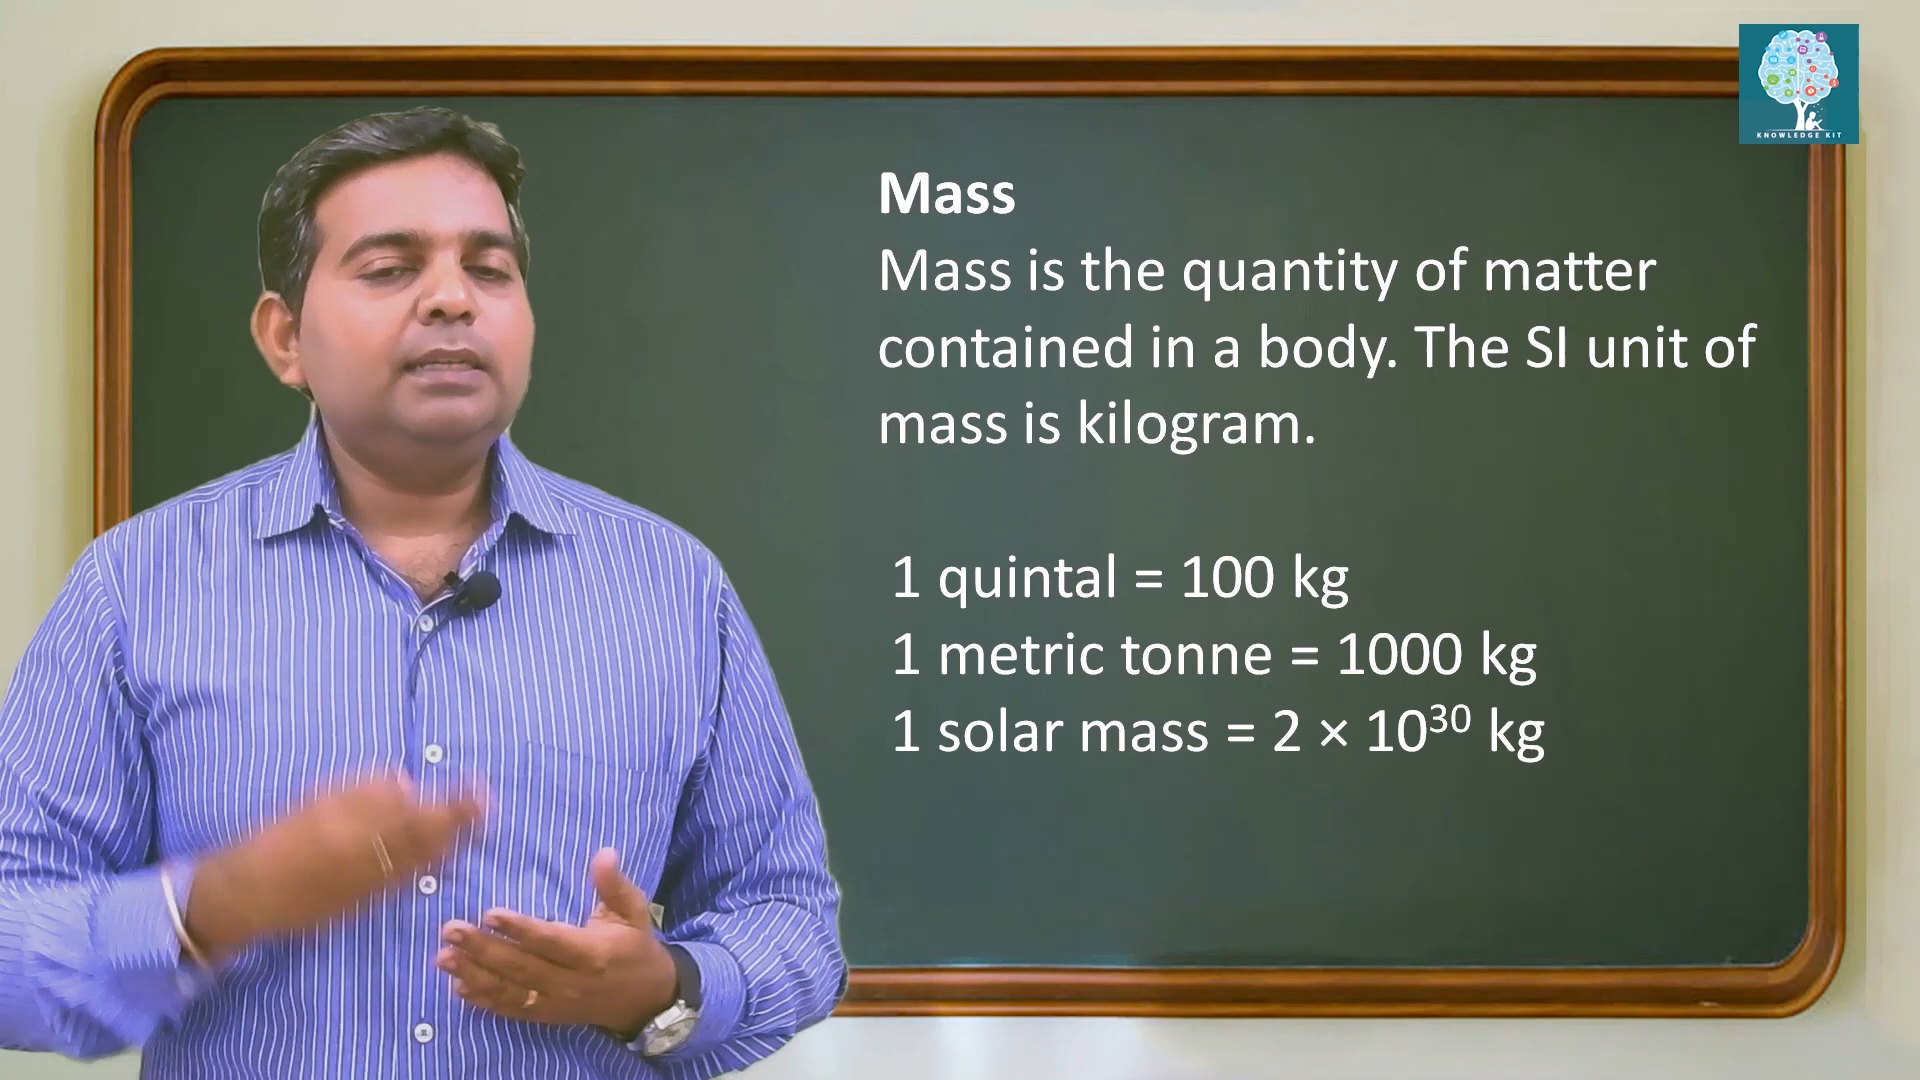 KNOWLEDGE KIT
Mass
Mass is the quantity of matter
contained in a body. The SI unit of
mass is kilogram.
1 quintal = 100 kg
1 metric tonne = 1000 kg
1 solar mass = 2 × 10³⁰ kg